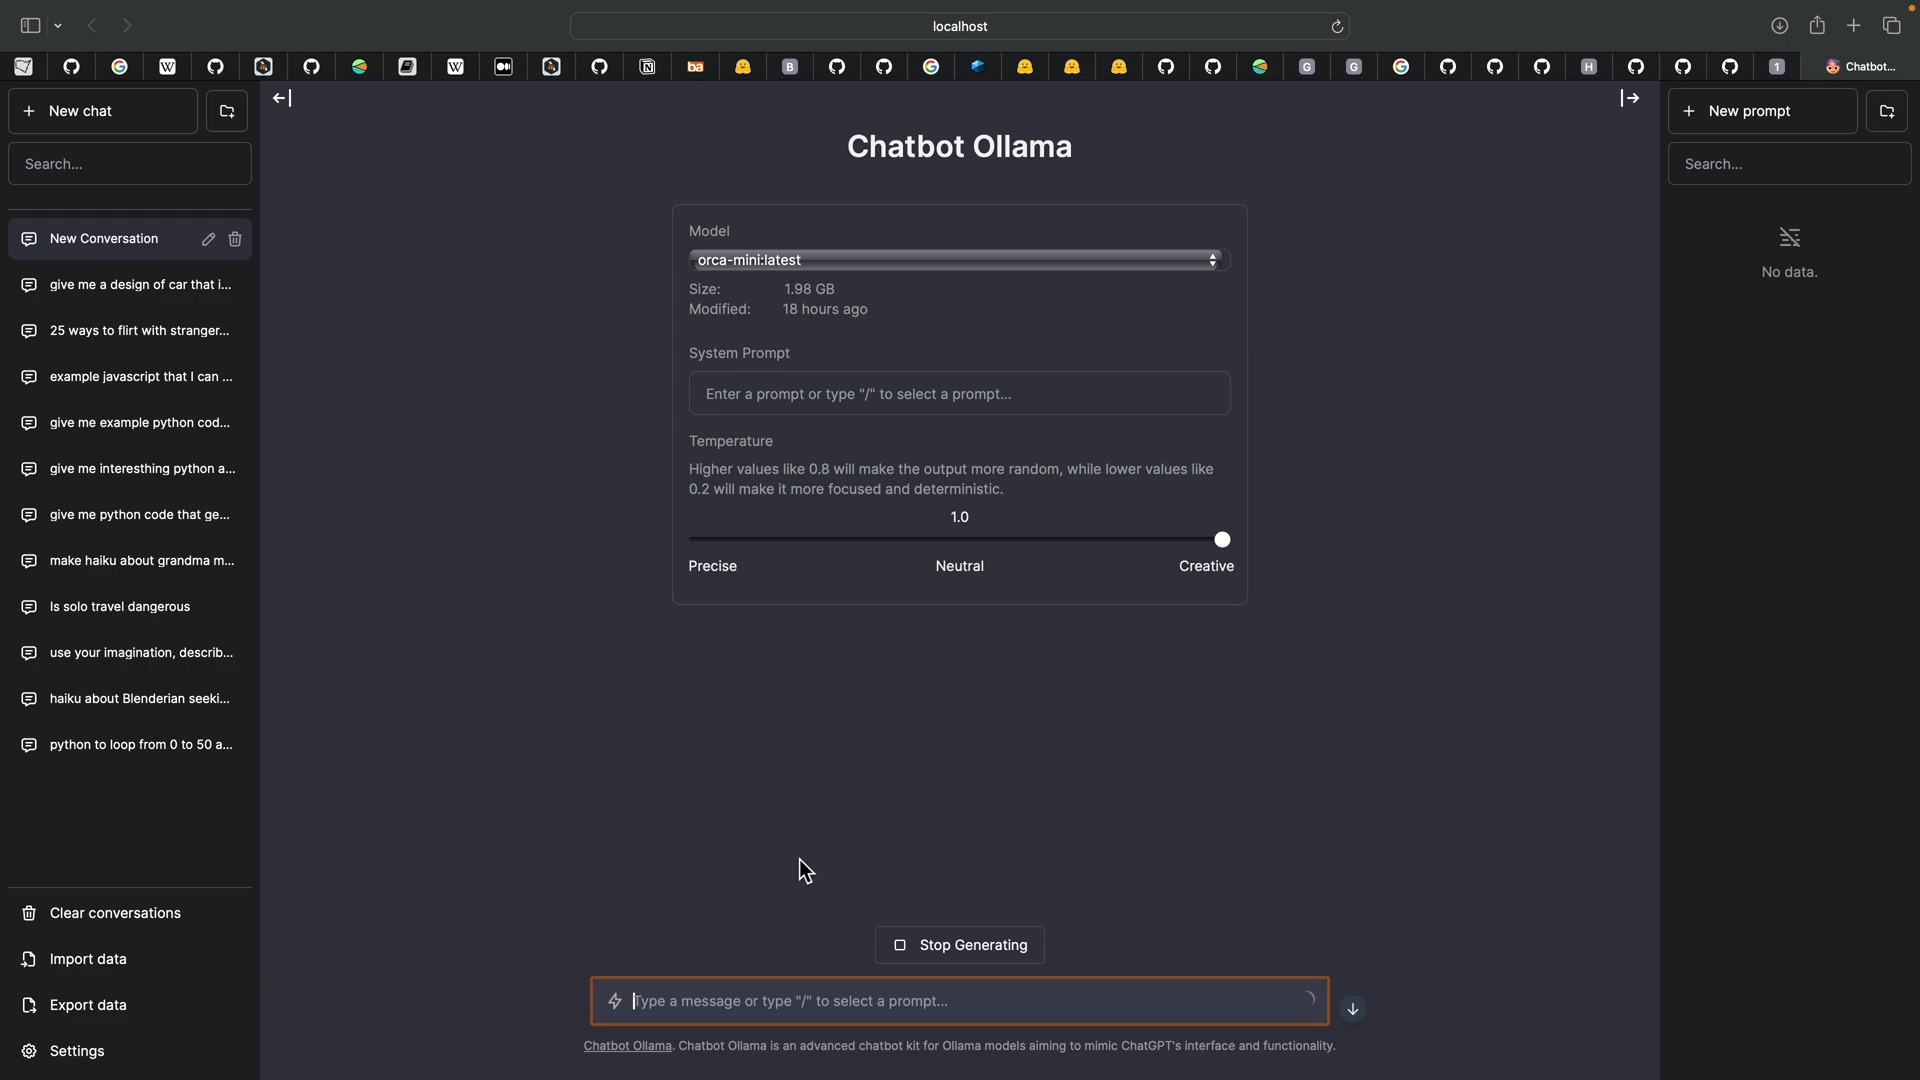 localhost
Chatbot...
New chat
Search...
New Conversation
give me a design of car that i...
25 ways to flirt with stranger...
example javascript that I can ...
give me example python cod...
give me interesthing python a...
give me python code that ge...
make haiku about grandma m...
Is solo travel dangerous
use your imagination, describ...
haiku about Blenderian seeki...
python to loop from 0 to 50 a...
Clear conversations
Import data
Export data
Settings
Chatbot Ollama
Model
orca-mini:latest
Size: 1.98 GB
Modified: 18 hours ago
System Prompt
Enter a prompt or type "/" to select a prompt...
Temperature
Higher values like 0.8 will make the output more random, while lower values like
0.2 will make it more focused and deterministic.
1.0
Precise Neutral Creative
Stop Generating
Type a message or type "/" to select a prompt...
Chatbot Ollama. Chatbot Ollama is an advanced chatbot kit for Ollama models aiming to mimic ChatGPT's interface and functionality.
New prompt
Search...
No data.